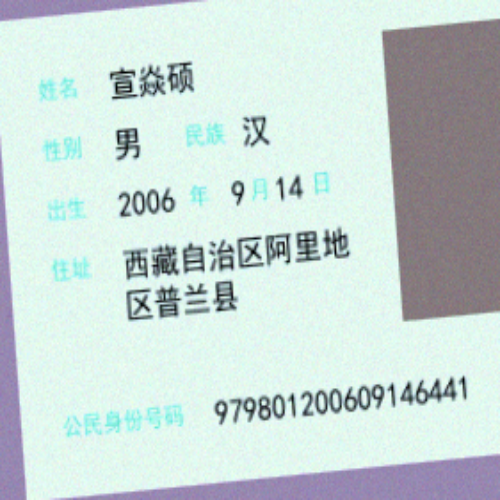 姓名 宣焱硕
性别 男 民族 汉
出生 2006 年 9 月 14 日
住址 西藏自治区阿里地
区普兰县
公民身份号码 979801200609146441